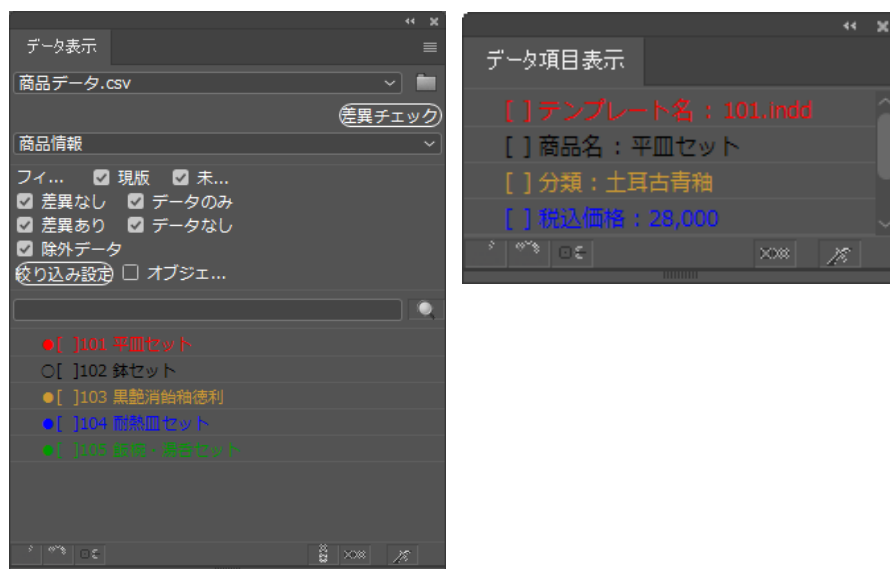 データ表示
商品データ.csv
差異チェック
商品情報
フィ... 現版 未...
差異なし データのみ
差異あり データなし
除外データ
絞り込み設定 オブジェ...
●[ ]101 平皿セット
○[ ]102 鉢セット
●[ ]103 黒艶消飴釉徳利
●[ ]104 耐熱皿セット
●[ ]105 飯碗・湯呑セット
データ項目表示
[ ] テンプレート名 : 101.indd
[ ] 商品名 : 平皿セット
[ ] 分類 : 土耳古青釉
[ ] 税込価格 : 28,000